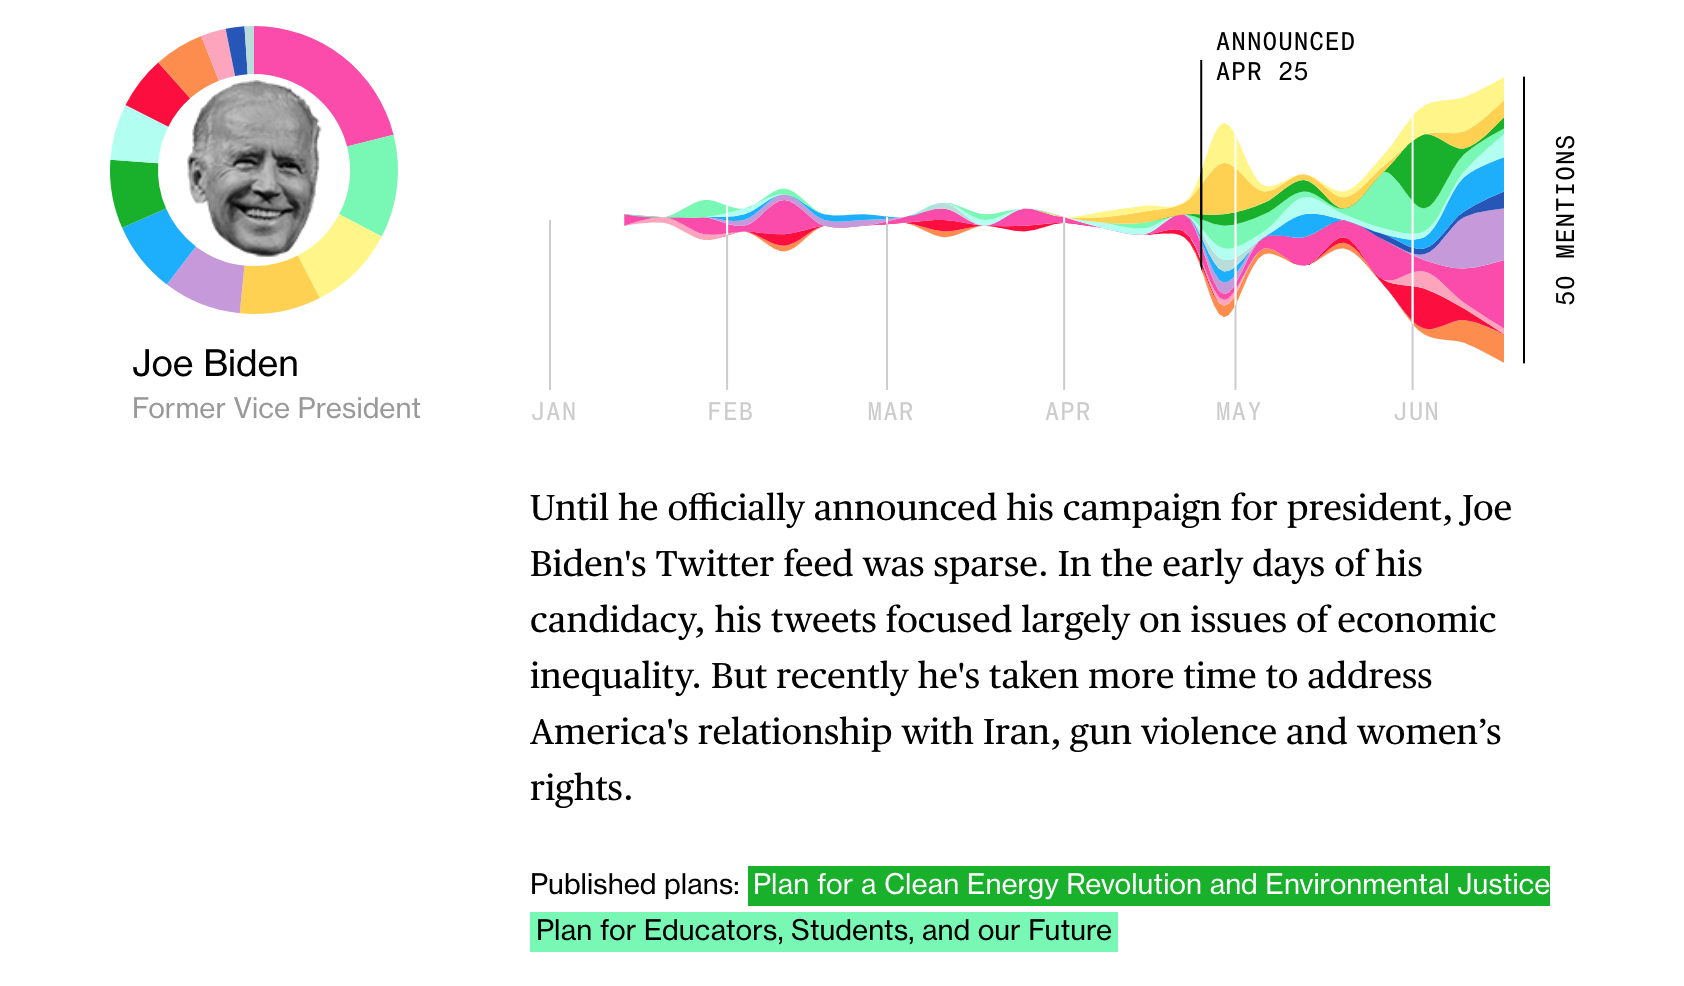 ANNOUNCED
APR 25
50 MENTIONS
JAN FEB MAR APR MAY JUN
Joe Biden
Former Vice President
Until he officially announced his campaign for president, Joe
Biden's Twitter feed was sparse. In the early days of his
candidacy, his tweets focused largely on issues of economic
inequality. But recently he's taken more time to address
America's relationship with Iran, gun violence and women’s
rights.
Published plans: Plan for a Clean Energy Revolution and Environmental Justice
Plan for Educators, Students, and our Future